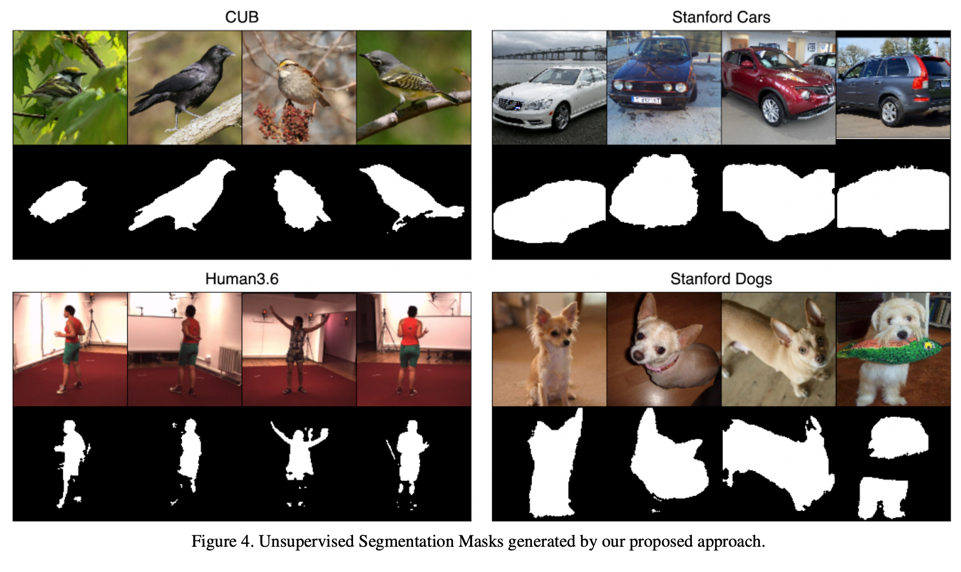 CUB
Stanford Cars
Human3.6
Stanford Dogs
Figure 4. Unsupervised Segmentation Masks generated by our proposed approach.